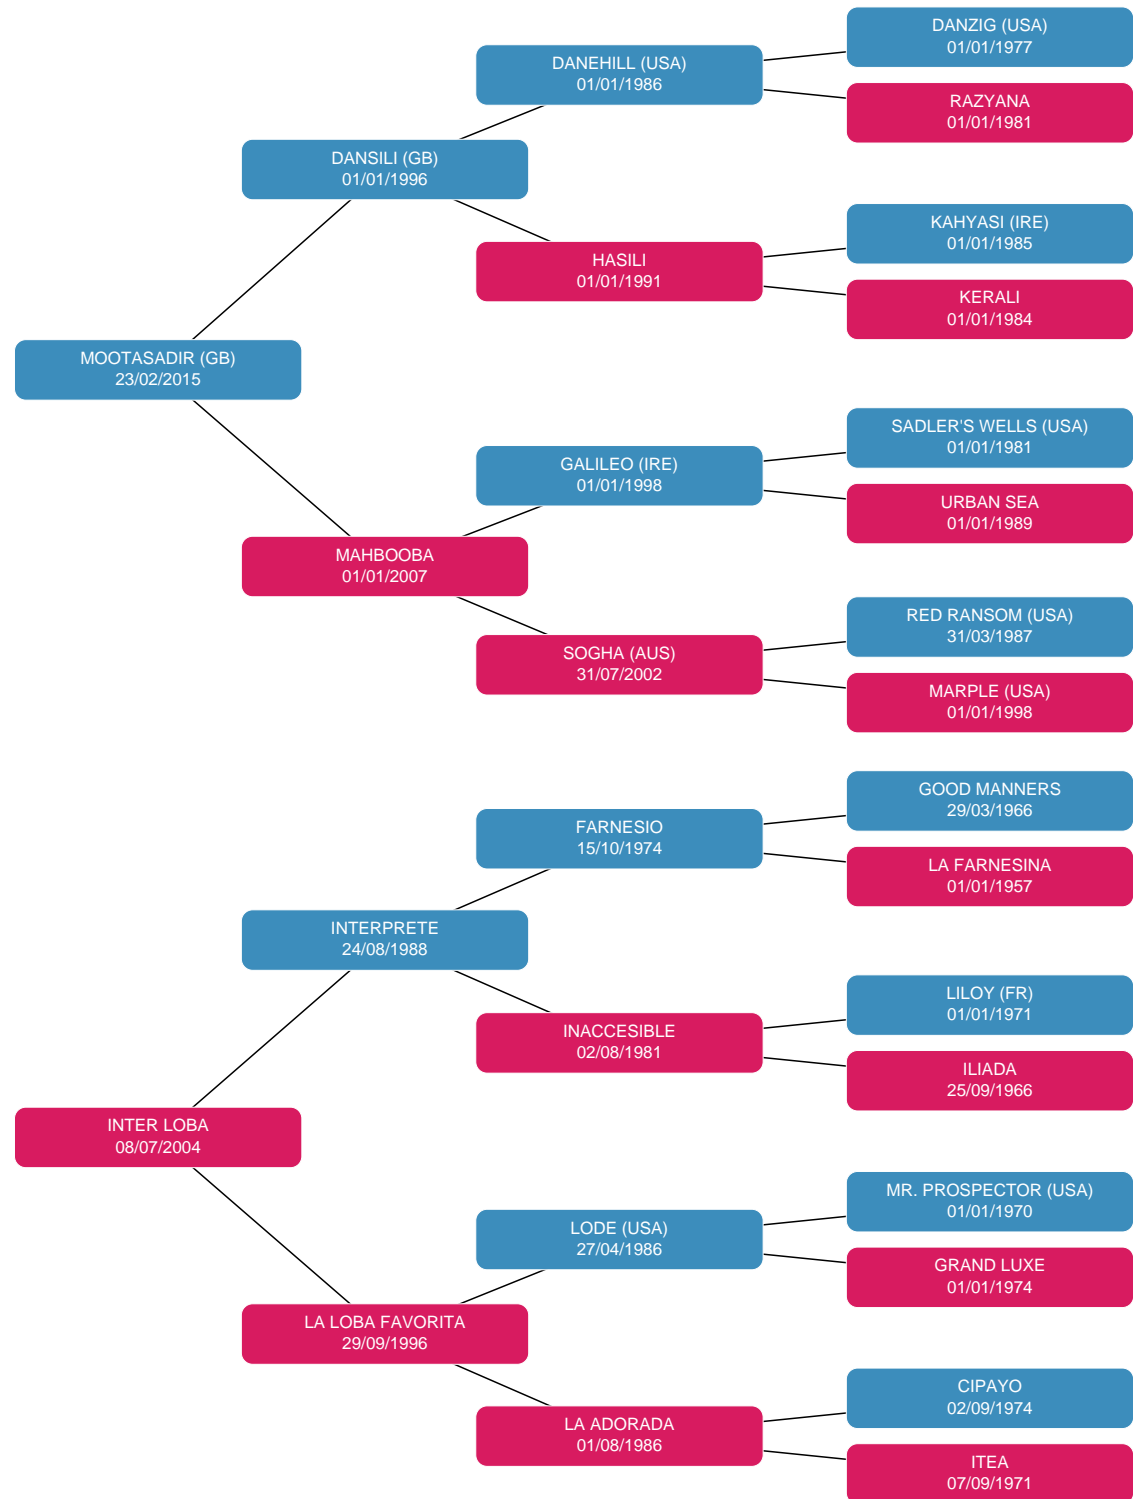 DANZIG (USA)
01/01/1977
DANEHILL (USA)
01/01/1986
RAZYANA
01/01/1981
DANSILI (GB)
01/01/1996
KAHYASI (IRE)
01/01/1985
HASILI
01/01/1991
KERALI
01/01/1984
MOOTASADIR (GB)
23/02/2015
SADLER'S WELLS (USA)
01/01/1981
GALILEO (IRE)
01/01/1998
URBAN SEA
01/01/1989
MAHBOOBA
01/01/2007
RED RANSOM (USA)
31/03/1987
SOGHA (AUS)
31/07/2002
MARPLE (USA)
01/01/1998
GOOD MANNERS
29/03/1966
FARNESIO
15/10/1974
LA FARNESINA
01/01/1957
INTERPRETE
24/08/1988
LILOY (FR)
01/01/1971
INACCESIBLE
02/08/1981
ILIADA
25/09/1966
INTER LOBA
08/07/2004
MR. PROSPECTOR (USA)
01/01/1970
LODE (USA)
27/04/1986
GRAND LUXE
01/01/1974
LA LOBA FAVORITA
29/09/1996
CIPAYO
02/09/1974
LA ADORADA
01/08/1986
ITEA
07/09/1971